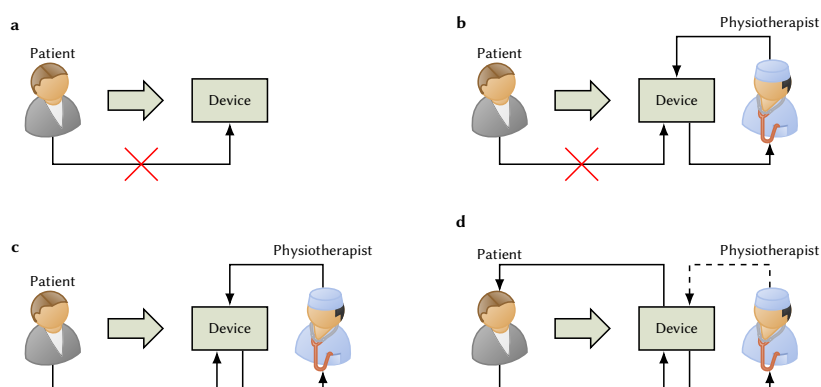 a
Patient
Device
b
Physiotherapist
Patient
Device
c
Physiotherapist
Patient
Device
d
Physiotherapist
Patient
Device